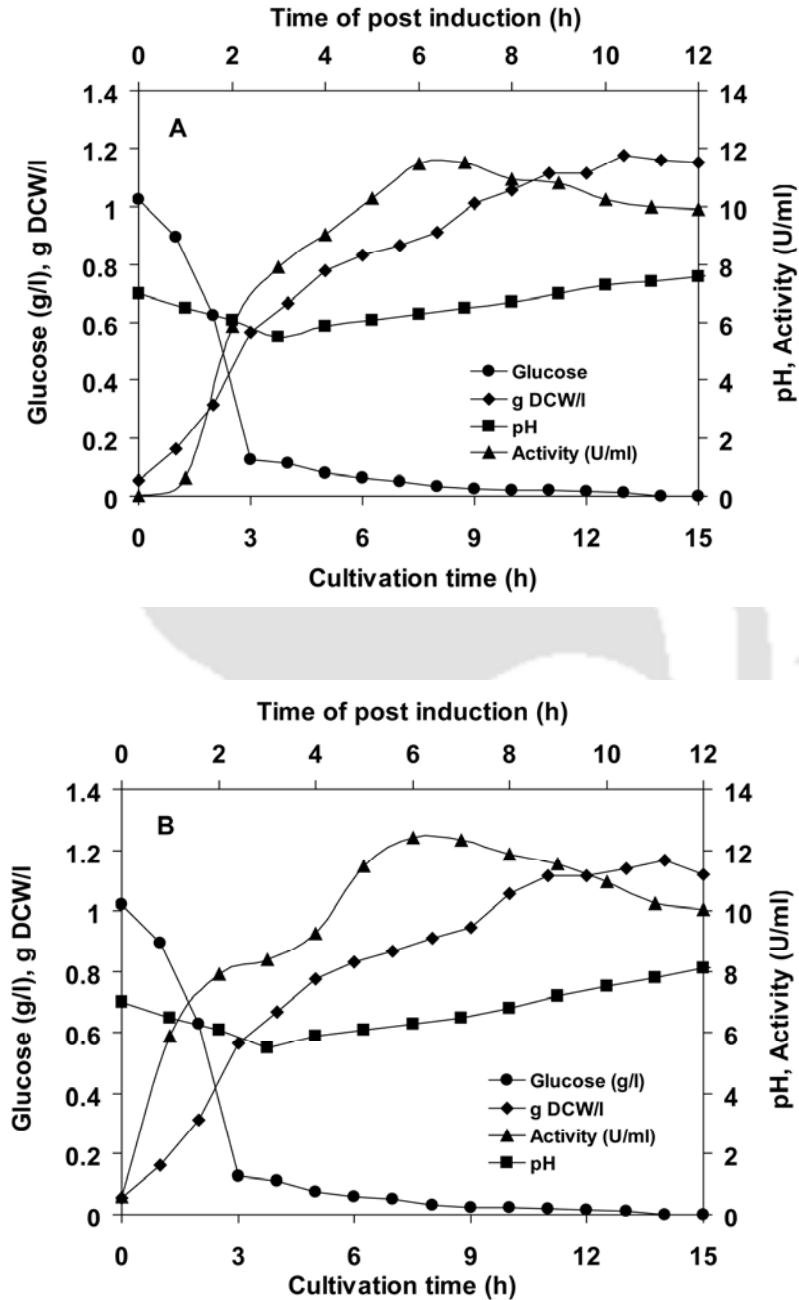 Time of post induction (h)
0 2 4 6 8 10 12
A
Glucose (g/l), g DCW/l
1.4
1.2
1
0.8
0.6
0.4
0.2
0
pH, Activity (U/ml)
14
12
10
8
6
4
2
0
Glucose
g DCW/l
pH
Activity (U/ml)
0 3 6 9 12 15
Cultivation time (h)
Time of post induction (h)
0 2 4 6 8 10 12
B
Glucose (g/l), g DCW/l
1.4
1.2
1
0.8
0.6
0.4
0.2
0
pH, Activity (U/ml)
14
12
10
8
6
4
2
0
Glucose (g/l)
g DCW/l
Activity (U/ml)
pH
0 3 6 9 12 15
Cultivation time (h)